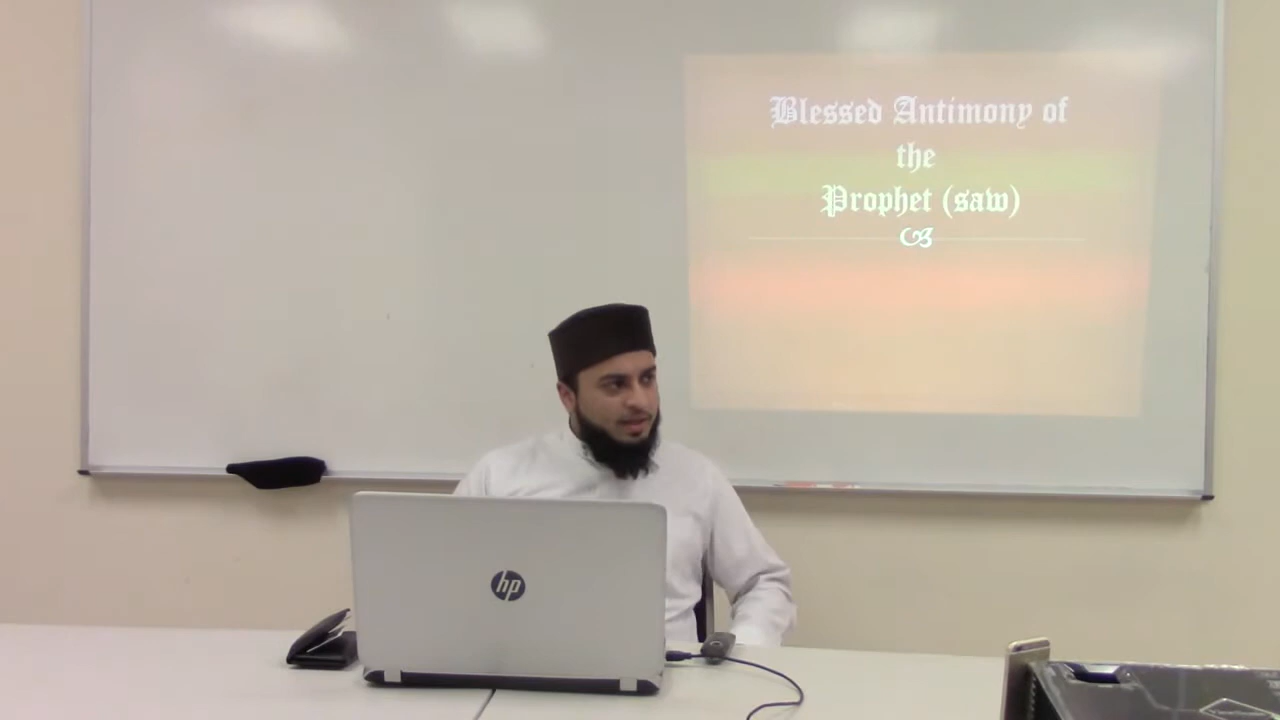 Blessed Antimony of
the
Prophet (saw)
hp